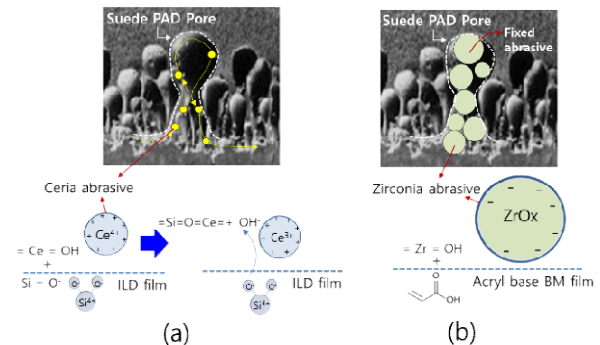 Suede PAD Pore
Ceria abrasive
Ce⁴⁺
= Ce = OH
+
Si – O⁻
O⁻ O⁻
Si⁴⁺
ILD film
=Si=O=Ce=+ OH⁻
Ce³⁺
O⁻ O⁻
Si⁴⁺
ILD film
(a)
Suede PAD Pore
Fixed
abrasive
Zirconia abrasive
ZrOx
= Zr = OH
+
O
OH
Acryl base BM film
(b)